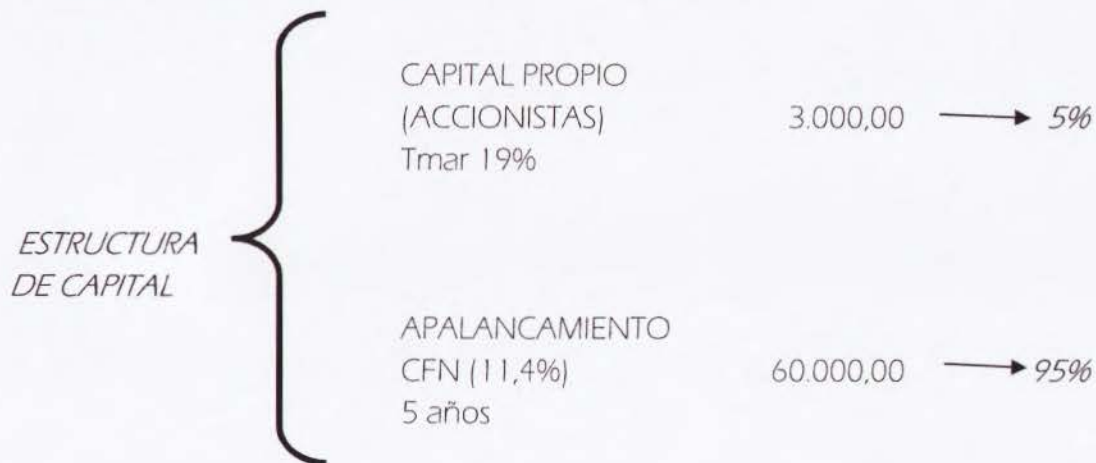 CAPITAL PROPIO
(ACCIONISTAS) 3.000,00 5%
Tmar 19%
ESTRUCTURA
DE CAPITAL
APALANCAMIENTO
CFN (11,4%) 60.000,00 95%
5 años